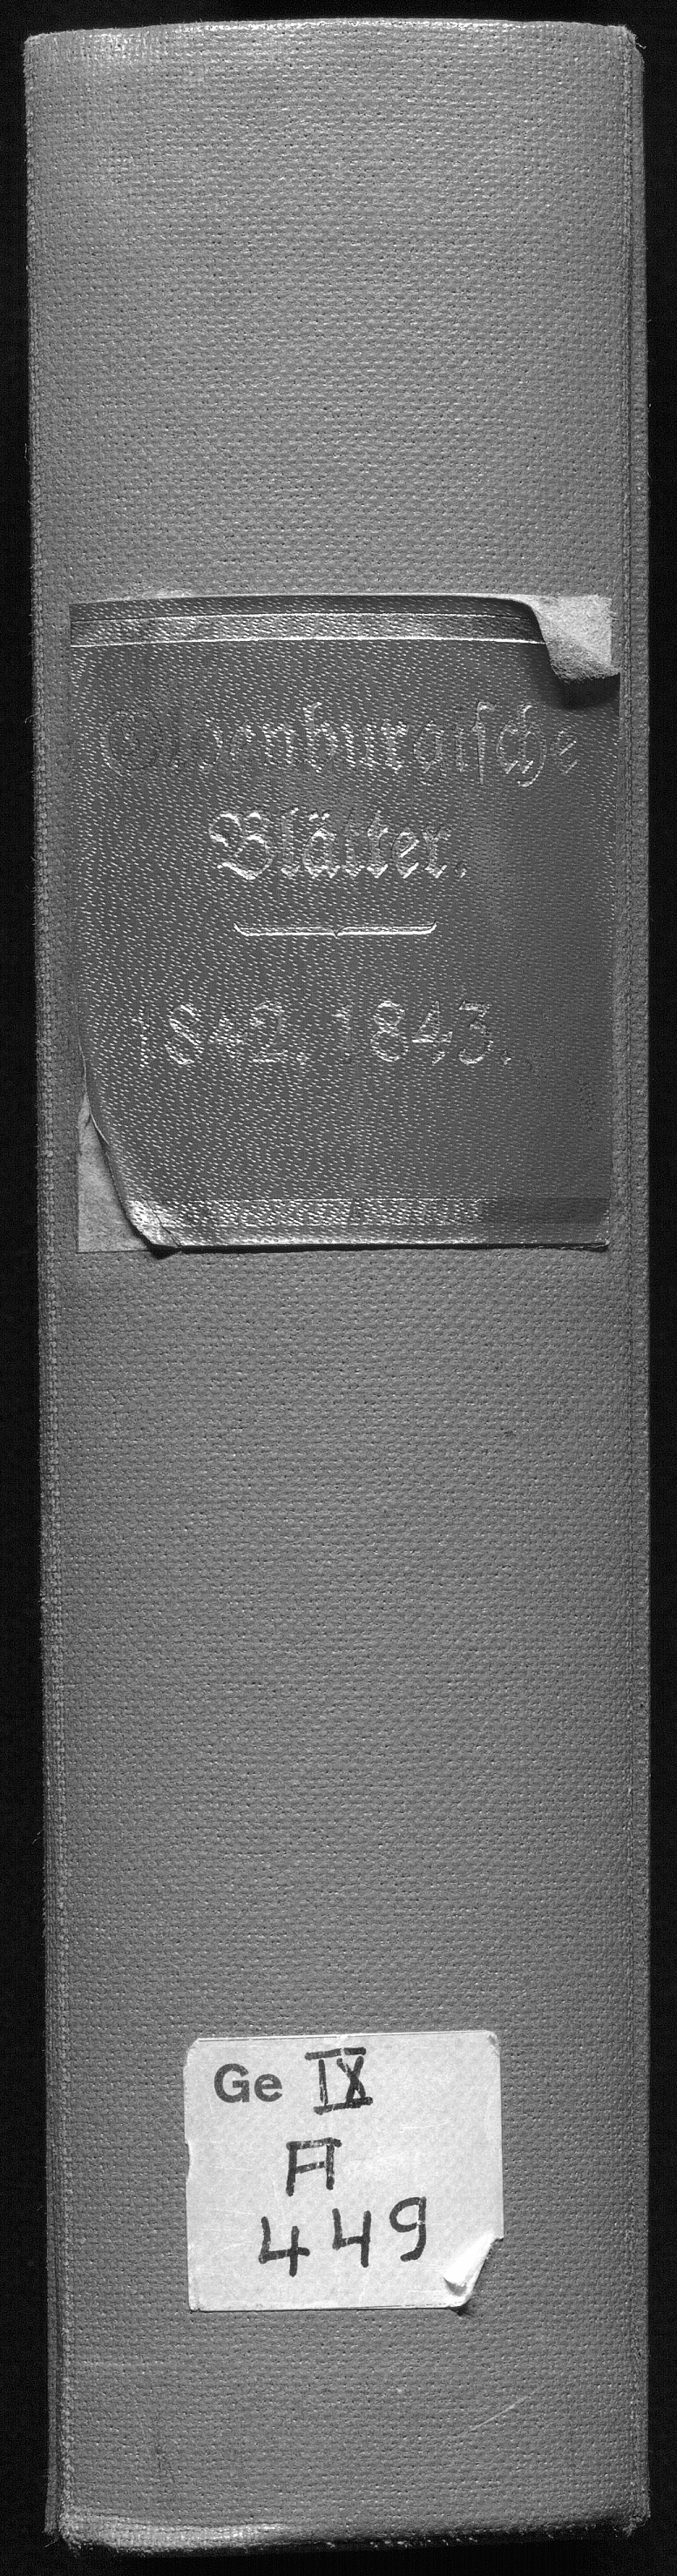 Oldenburgische
Blätter.
1842. 1843.
Ge IX
A
449